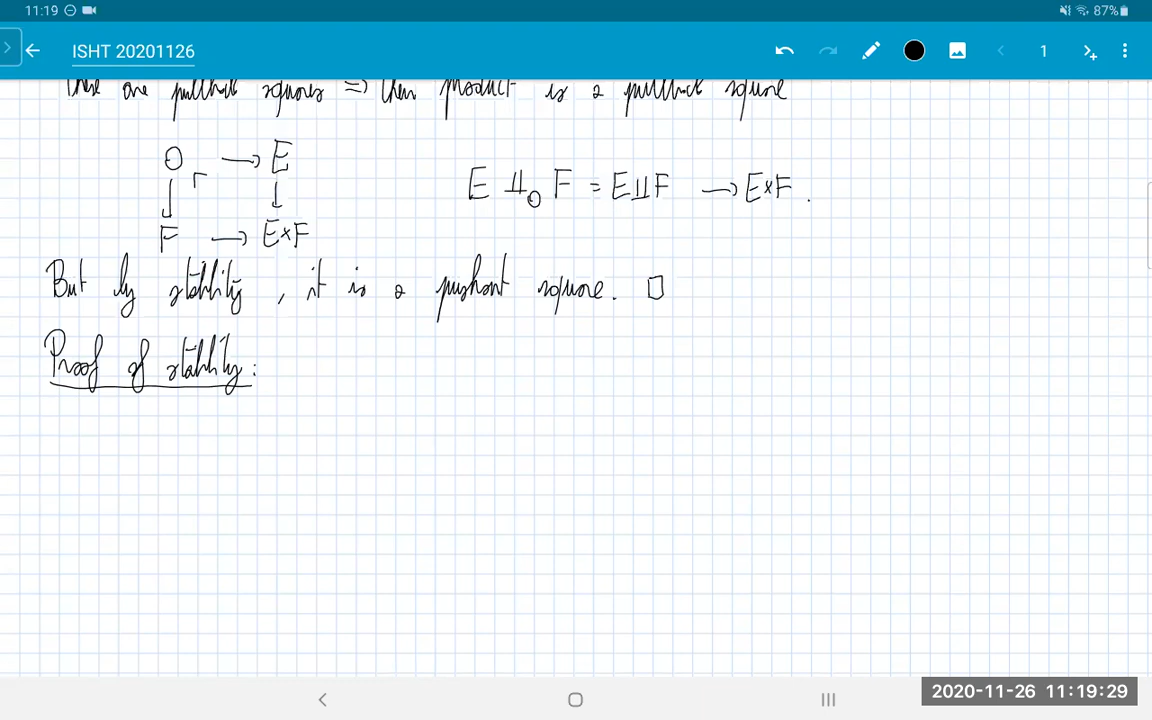 11:19 87%
ISHT 20201126 1
These are pullback squares => then product is a pullback square
0 → E
↓ ┌ ↓
F → E×F
E ⊔₀ F = E ⊔ F → E×F.
But by stability, it is a pushout square. □
Proof of stability:
2020-11-26 11:19:29